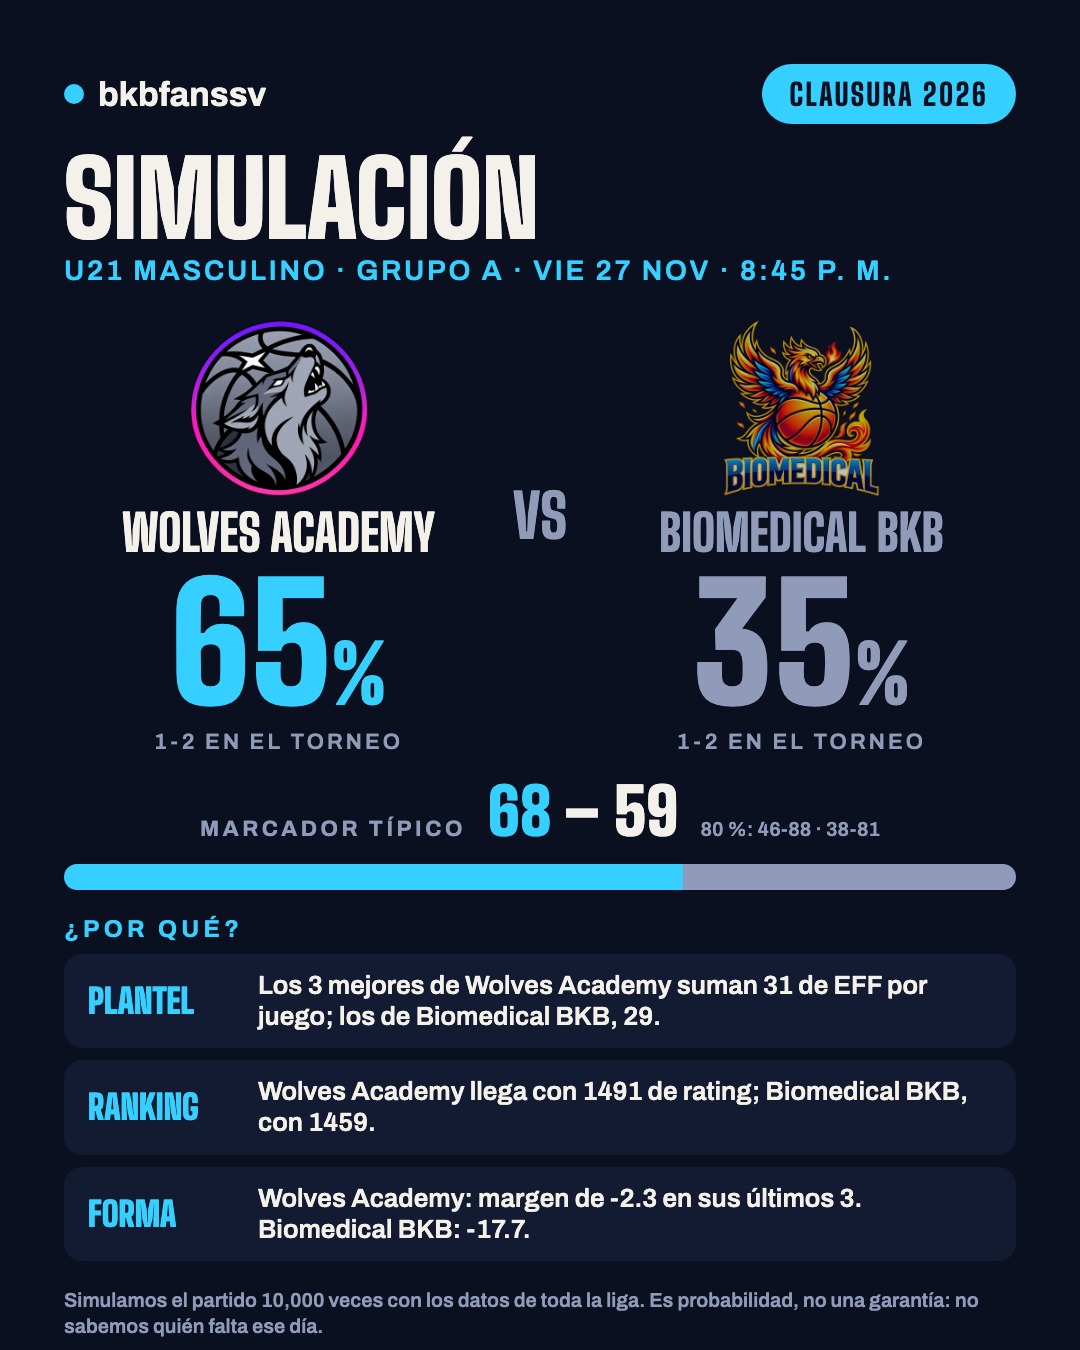 bkbfanssv
CLAUSURA 2026
SIMULACIÓN
U21 MASCULINO · GRUPO A · VIE 27 NOV · 8:45 P. M.
BIOMEDICAL
WOLVES ACADEMY
VS
BIOMEDICAL BKB
65%
35%
1-2 EN EL TORNEO
1-2 EN EL TORNEO
MARCADOR TÍPICO 68 – 59 80 %: 46-88 · 38-81
¿POR QUÉ?
PLANTEL
Los 3 mejores de Wolves Academy suman 31 de EFF por
juego; los de Biomedical BKB, 29.
RANKING
Wolves Academy llega con 1491 de rating; Biomedical BKB,
con 1459.
FORMA
Wolves Academy: margen de -2.3 en sus últimos 3.
Biomedical BKB: -17.7.
Simulamos el partido 10,000 veces con los datos de toda la liga. Es probabilidad, no una garantía: no
sabemos quién falta ese día.